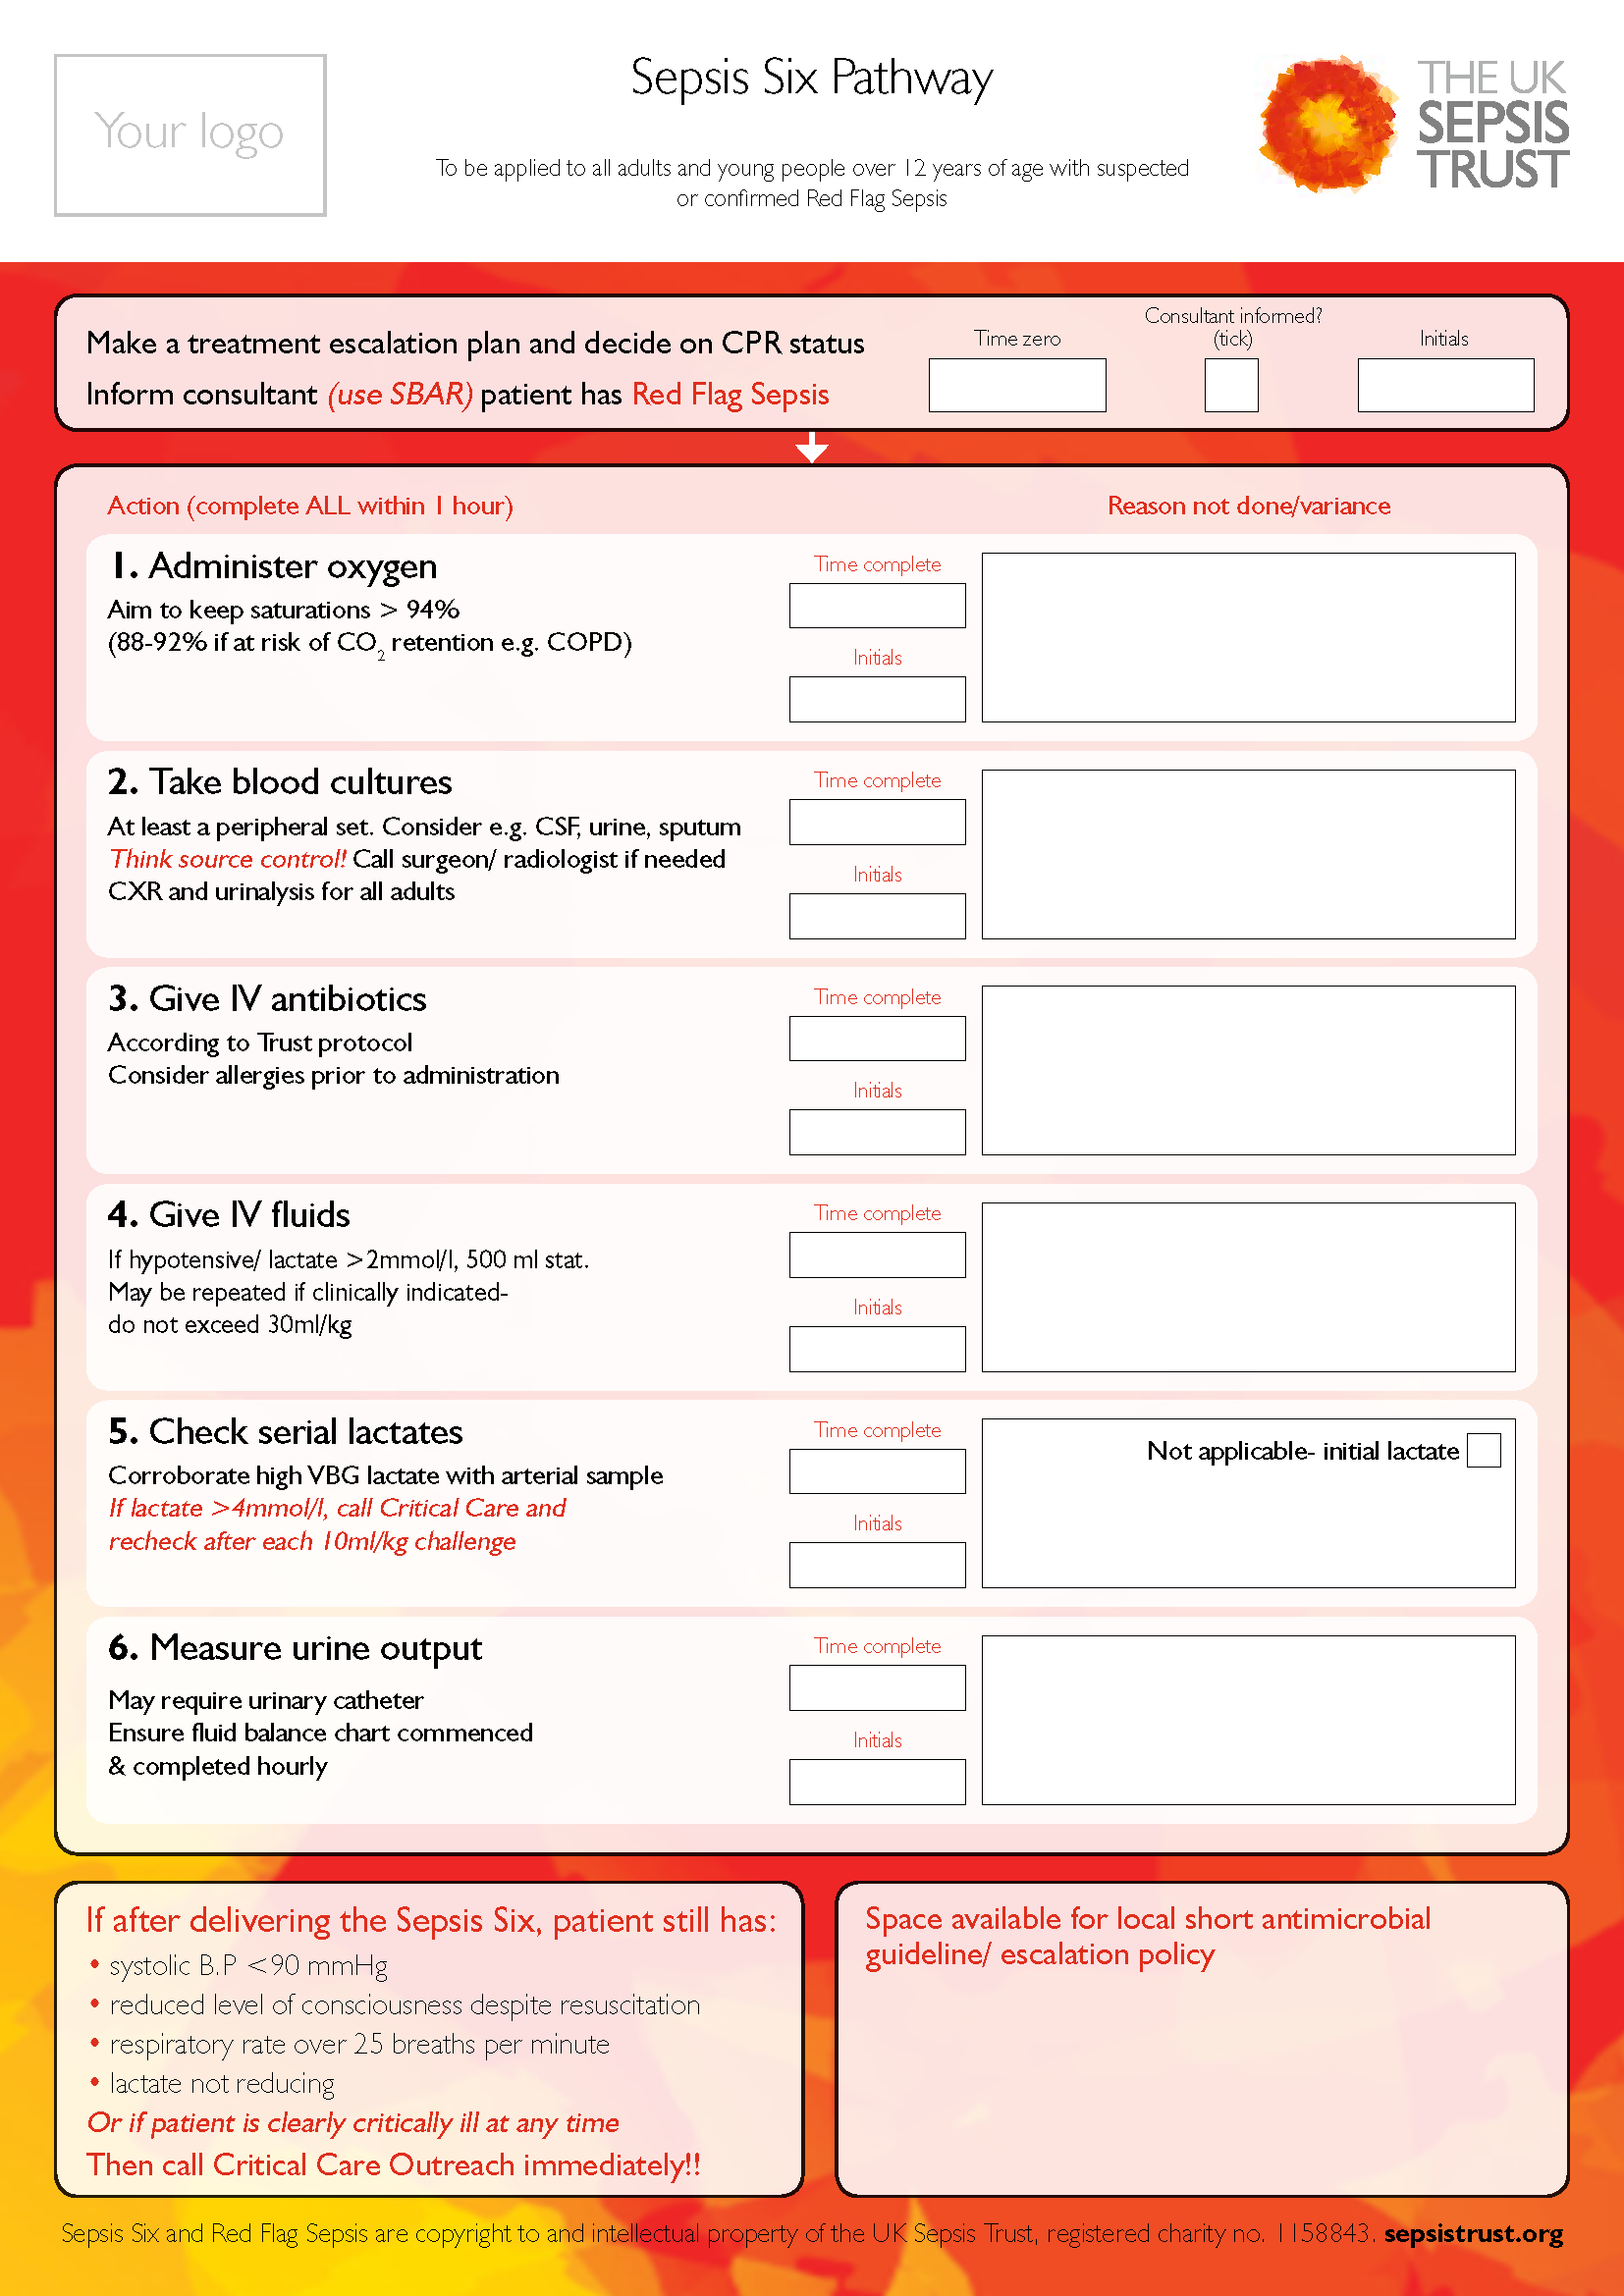 Your logo
Sepsis Six Pathway
To be applied to all adults and young people over 12 years of age with suspected
or confirmed Red Flag Sepsis
THE UK
SEPSIS
TRUST
Make a treatment escalation plan and decide on CPR status
Inform consultant (use SBAR) patient has Red Flag Sepsis
Time zero
Consultant informed?
(tick)
Initials
Action (complete ALL within 1 hour)
Reason not done/variance
1. Administer oxygen
Aim to keep saturations > 94%
(88-92% if at risk of CO2 retention e.g. COPD)
Time complete
Initials
2. Take blood cultures
At least a peripheral set. Consider e.g. CSF, urine, sputum
Think source control! Call surgeon/ radiologist if needed
CXR and urinalysis for all adults
Time complete
Initials
3. Give IV antibiotics
According to Trust protocol
Consider allergies prior to administration
Time complete
Initials
4. Give IV fluids
If hypotensive/ lactate >2mmol/l, 500 ml stat.
May be repeated if clinically indicated-
do not exceed 30ml/kg
Time complete
Initials
5. Check serial lactates
Corroborate high VBG lactate with arterial sample
If lactate >4mmol/l, call Critical Care and
recheck after each 10ml/kg challenge
Time complete
Initials
Not applicable- initial lactate
6. Measure urine output
May require urinary catheter
Ensure fluid balance chart commenced
& completed hourly
Time complete
Initials
If after delivering the Sepsis Six, patient still has:
• systolic B.P <90 mmHg
• reduced level of consciousness despite resuscitation
• respiratory rate over 25 breaths per minute
• lactate not reducing
Or if patient is clearly critically ill at any time
Then call Critical Care Outreach immediately!!
Space available for local short antimicrobial
guideline/ escalation policy
Sepsis Six and Red Flag Sepsis are copyright to and intellectual property of the UK Sepsis Trust, registered charity no. 1158843. sepsistrust.org